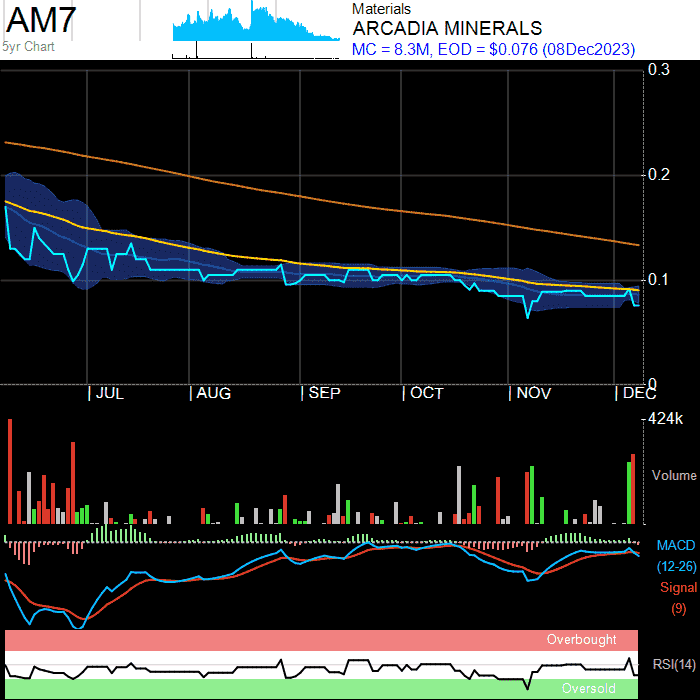 AM7
5yr Chart
Materials
ARCADIA MINERALS
MC = 8.3M, EOD = $0.076 (08Dec2023)
0.3
0.2
0.1
0
| JUL | AUG | SEP | OCT | NOV | DEC
424k
Volume
MACD
(12-26)
Signal
(9)
Overbought
RSI(14)
Oversold